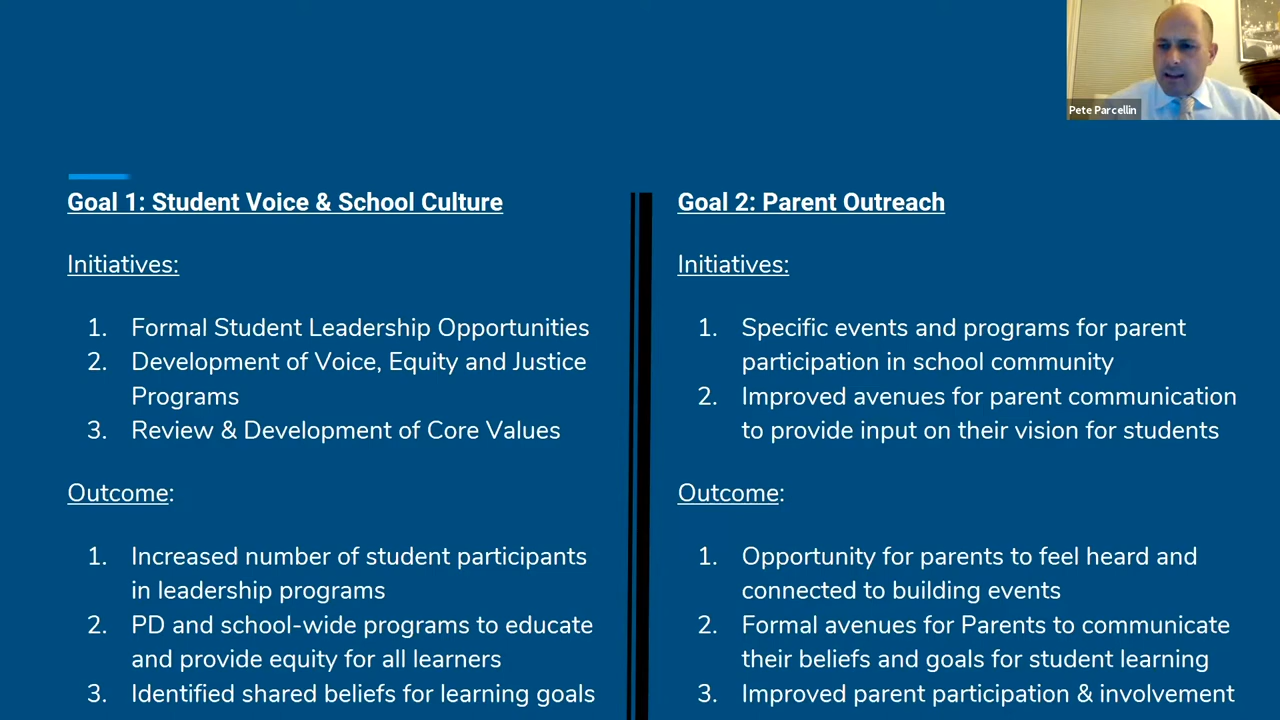 Pete Parcellin
Goal 1: Student Voice & School Culture
Initiatives:
1. Formal Student Leadership Opportunities
2. Development of Voice, Equity and Justice
Programs
3. Review & Development of Core Values
Outcome:
1. Increased number of student participants
in leadership programs
2. PD and school-wide programs to educate
and provide equity for all learners
3. Identified shared beliefs for learning goals
Goal 2: Parent Outreach
Initiatives:
1. Specific events and programs for parent
participation in school community
2. Improved avenues for parent communication
to provide input on their vision for students
Outcome:
1. Opportunity for parents to feel heard and
connected to building events
2. Formal avenues for Parents to communicate
their beliefs and goals for student learning
3. Improved parent participation & involvement